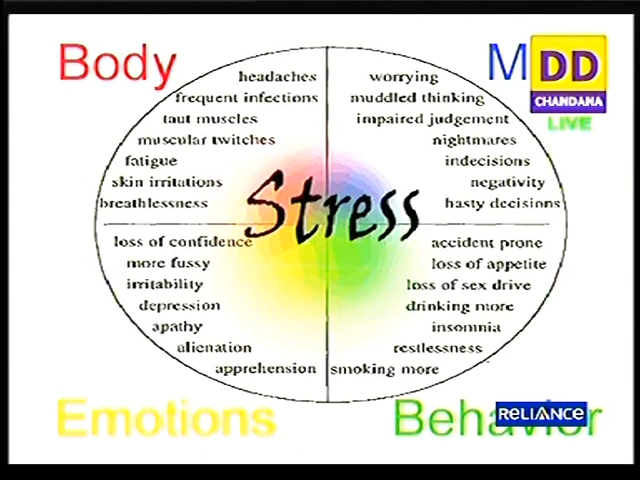 Body
M
DD
CHANDANA
LIVE
headaches
frequent infections
taut muscles
muscular twitches
fatigue
skin irritations
breathlessness
worrying
muddled thinking
impaired judgement
nightmares
indecisions
negativity
hasty decisions
Stress
loss of confidence
more fussy
irritability
depression
apathy
alienation
apprehension
accident prone
loss of appetite
loss of sex drive
drinking more
insomnia
restlessness
smoking more
Emotions
Behavior
RELIANCE